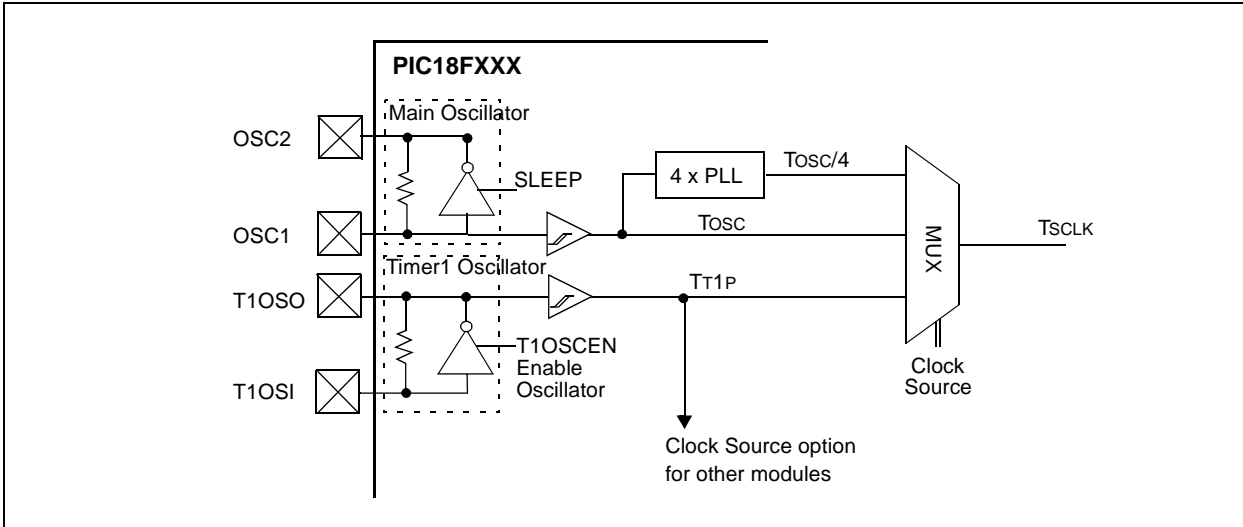 PIC18FXXX
Main Oscillator
OSC2
TOSC/4
4 x PLL
SLEEP
OSC1
TOSC
TSCLK
MUX
Timer1 Oscillator
T1OSO
TT1P
T1OSCEN
Enable
Oscillator
T1OSI
Clock
Source
Clock Source option
for other modules